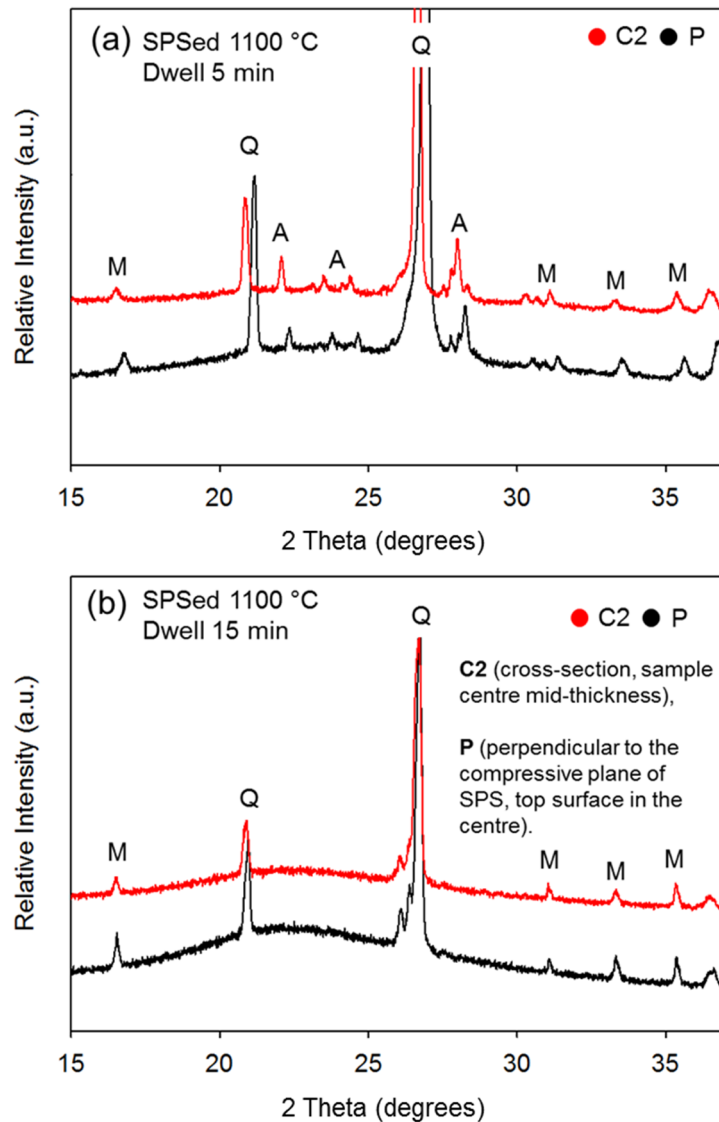 (a) SPSed 1100 °C
Dwell 5 min
Q
C2 P
Q
M
A
A
A
M
M
M
Relative Intensity (a.u.)
15 20 25 30 35
2 Theta (degrees)
(b) SPSed 1100 °C
Dwell 15 min
Q
C2 P
C2 (cross-section, sample
centre mid-thickness),
P (perpendicular to the
compressive plane of
SPS, top surface in the
centre).
Q
M
M
M
M
Relative Intensity (a.u.)
15 20 25 30 35
2 Theta (degrees)